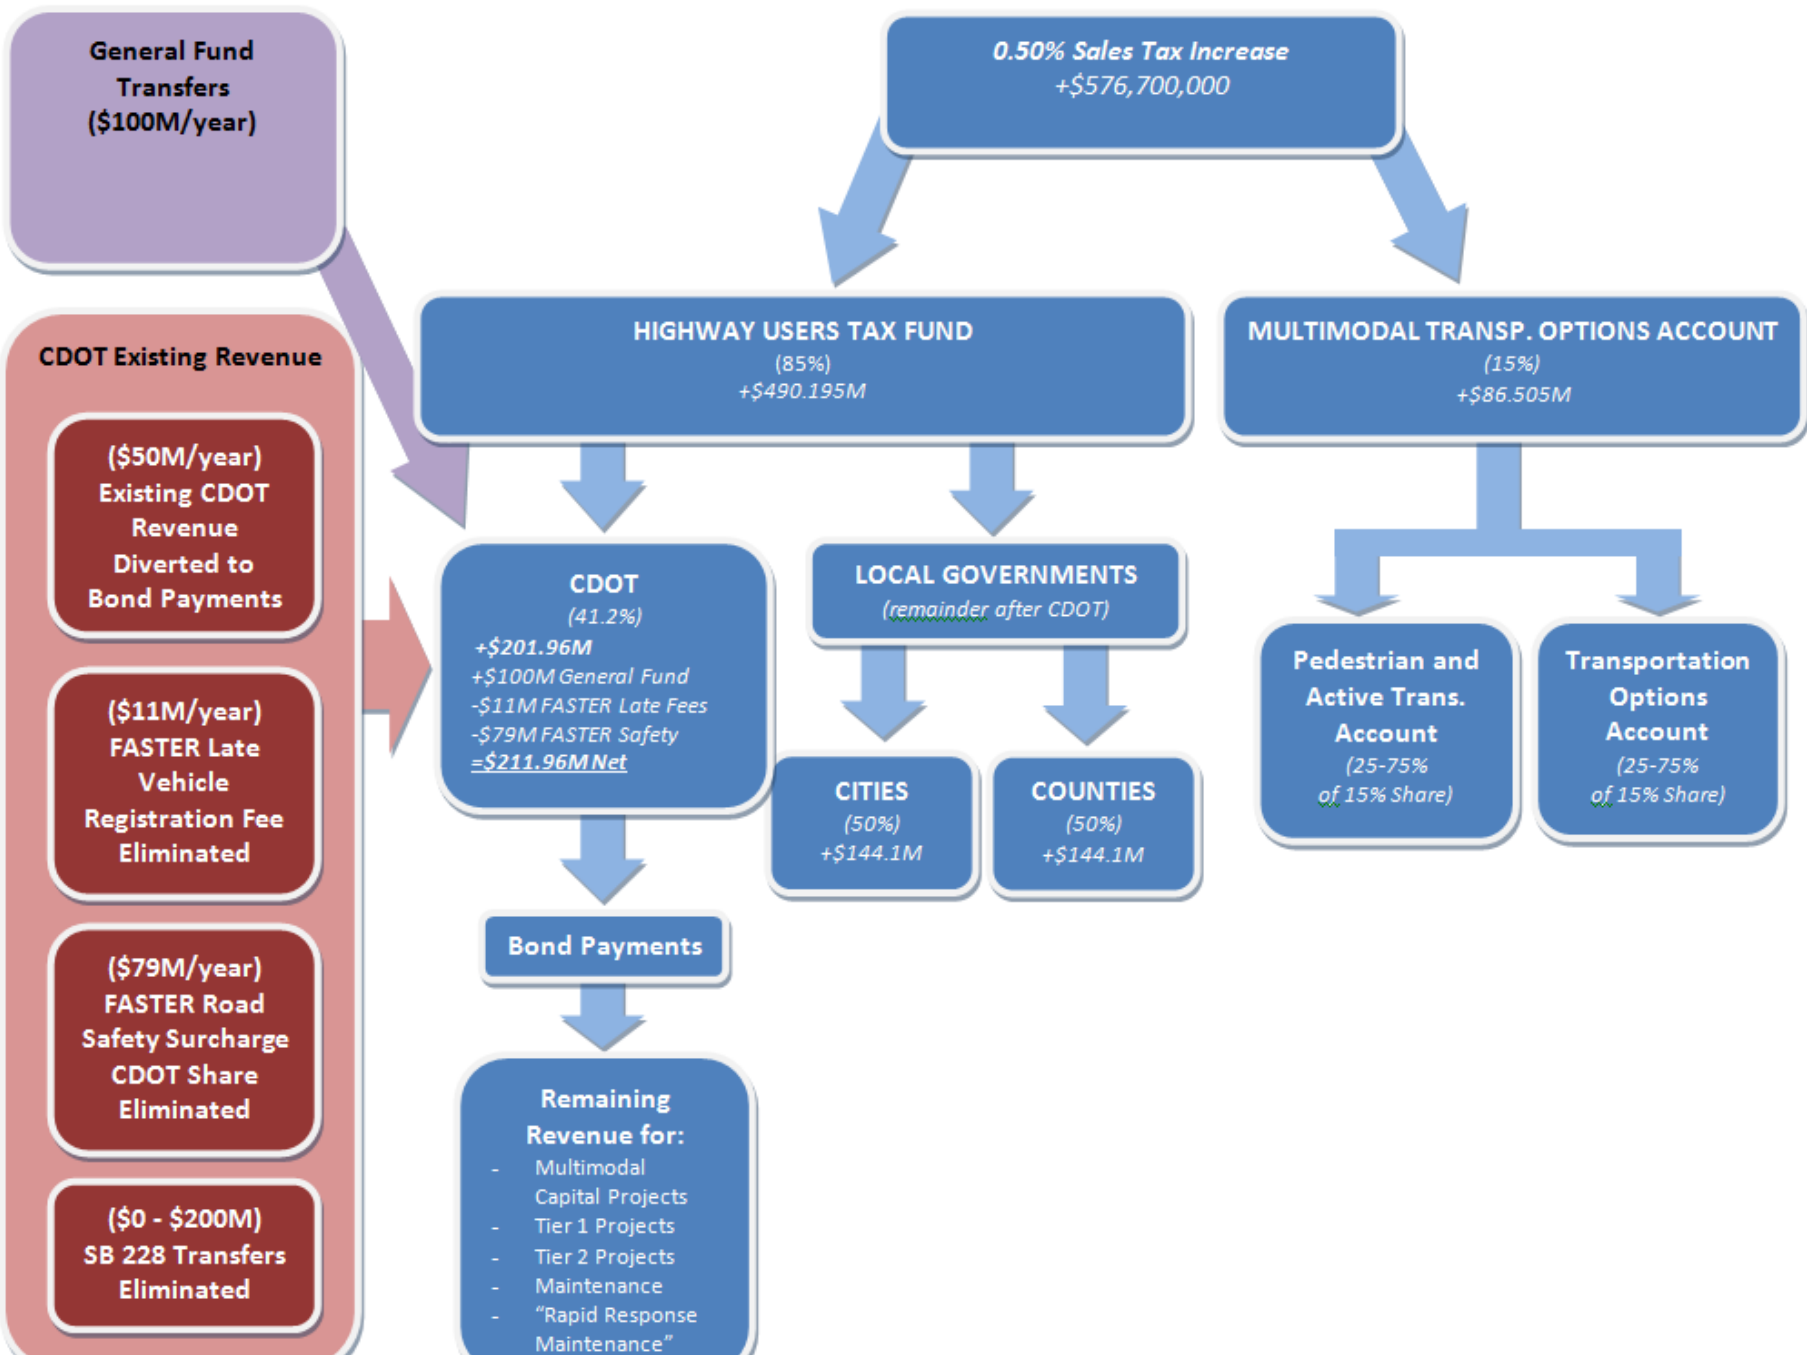 General Fund
Transfers
($100M/year)
0.50% Sales Tax Increase
+$576,700,000
CDOT Existing Revenue
($50M/year)
Existing CDOT
Revenue
Diverted to
Bond Payments
($11M/year)
FASTER Late
Vehicle
Registration Fee
Eliminated
($79M/year)
FASTER Road
Safety Surcharge
CDOT Share
Eliminated
($0 - $200M)
SB 228 Transfers
Eliminated
HIGHWAY USERS TAX FUND
(85%)
+$490.195M
MULTIMODAL TRANSP. OPTIONS ACCOUNT
(15%)
+$86.505M
CDOT
(41.2%)
+$201.96M
+$100M General Fund
-$11M FASTER Late Fees
-$79M FASTER Safety
=$211.96M Net
LOCAL GOVERNMENTS
(remainder after CDOT)
CITIES
(50%)
+$144.1M
COUNTIES
(50%)
+$144.1M
Pedestrian and
Active Trans.
Account
(25-75%
of 15% Share)
Transportation
Options
Account
(25-75%
of 15% Share)
Bond Payments
Remaining
Revenue for:
- Multimodal
Capital Projects
- Tier 1 Projects
- Tier 2 Projects
- Maintenance
- “Rapid Response
Maintenance”